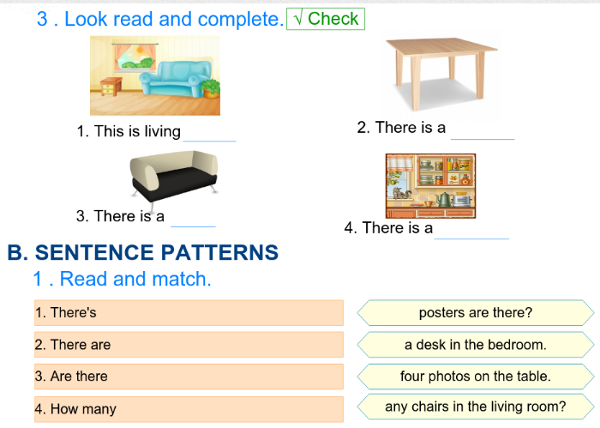 3 . Look read and complete. √ Check
1. This is living
2. There is a
3. There is a
4. There is a
B. SENTENCE PATTERNS
1 . Read and match.
1. There's
posters are there?
2. There are
a desk in the bedroom.
3. Are there
four photos on the table.
4. How many
any chairs in the living room?